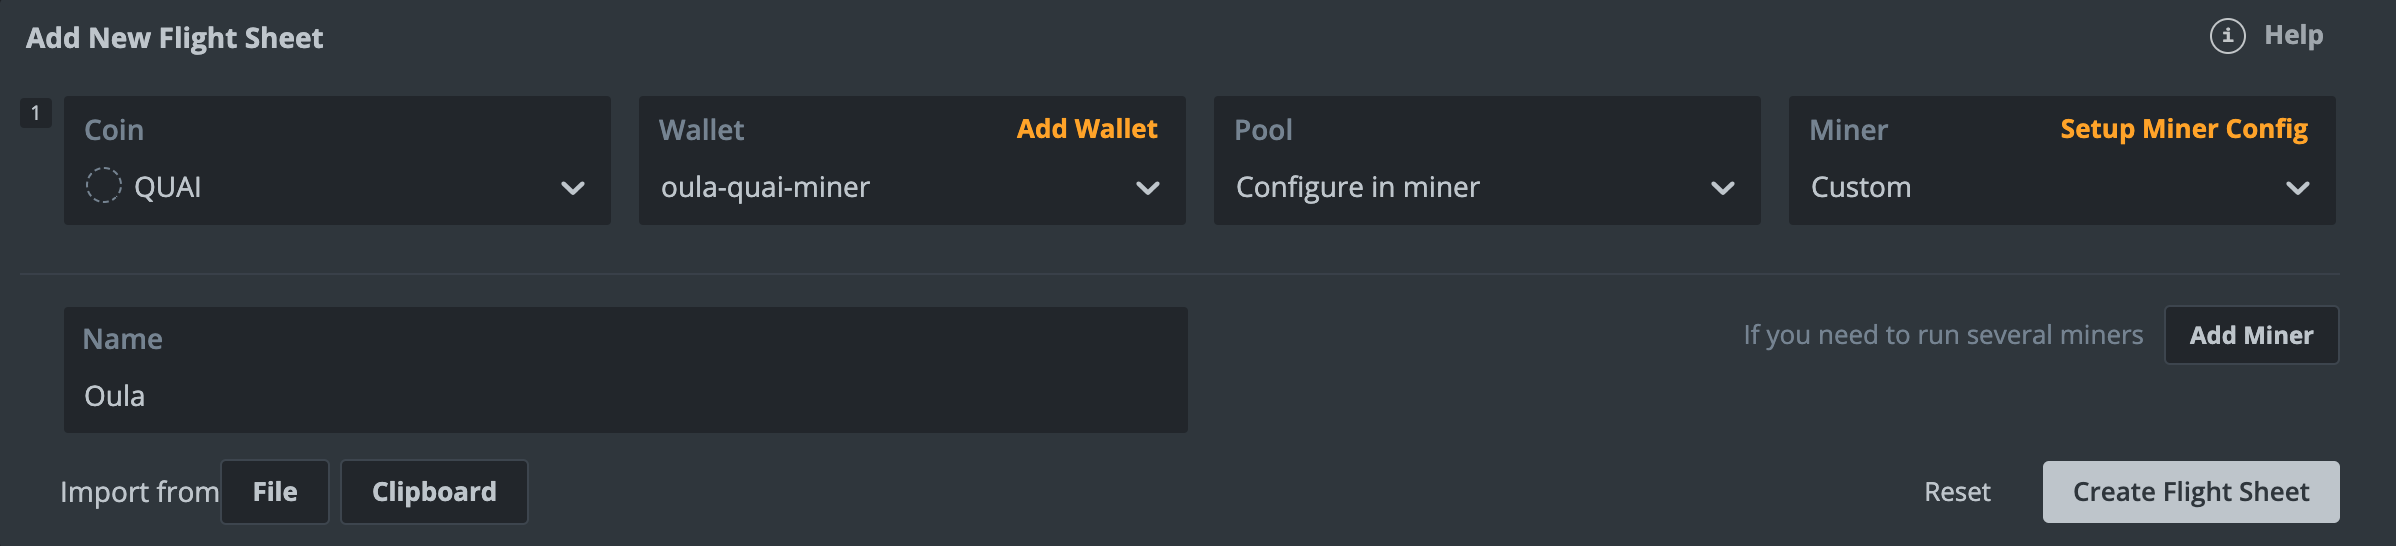 Add New Flight Sheet
Help
1
Coin
QUAI
Wallet
Add Wallet
oula-quai-miner
Pool
Configure in miner
Miner
Setup Miner Config
Custom
Name
Oula
If you need to run several miners
Add Miner
Import from
File
Clipboard
Reset
Create Flight Sheet